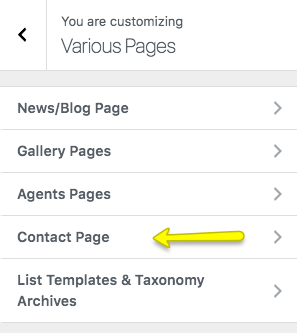 You are customizing
Various Pages
News/Blog Page
Gallery Pages
Agents Pages
Contact Page
List Templates & Taxonomy
Archives